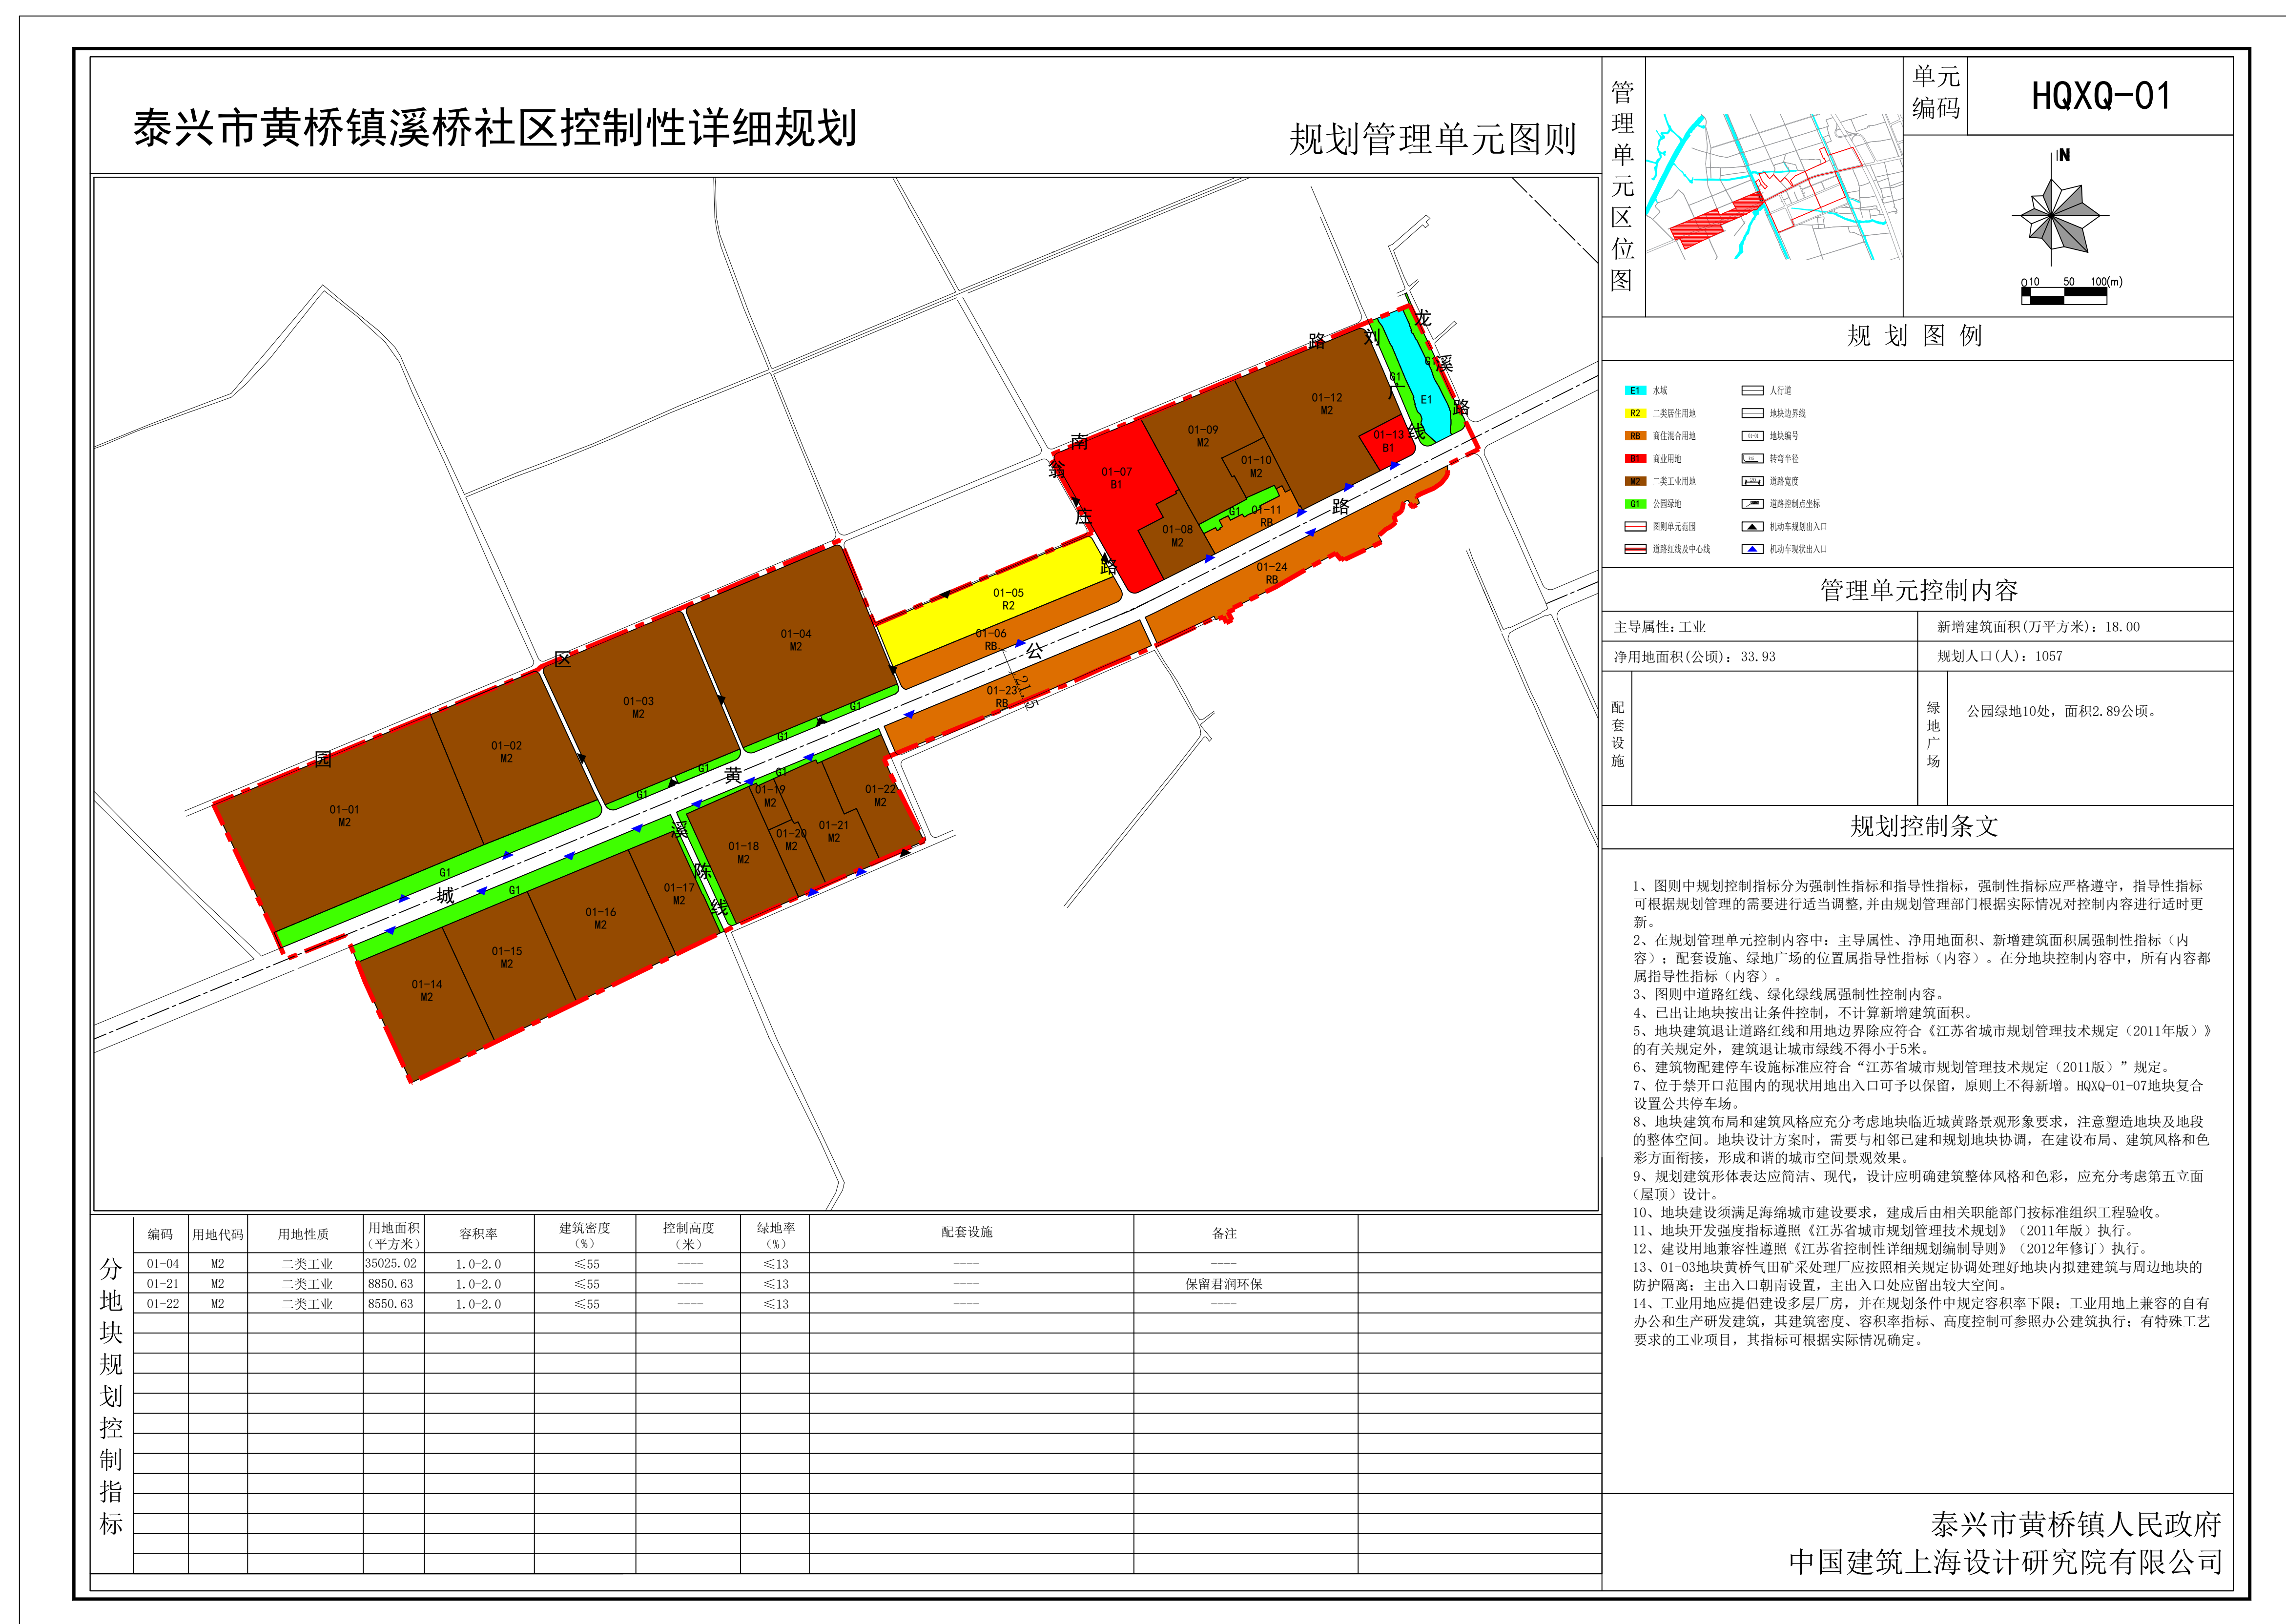 泰兴市黄桥镇溪桥社区控制性详细规划
规划管理单元图则
管理单元区位图
单元编码
HQXQ-01
N
0 10 50 100(m)
规划图例
E1 水域
R2 二类居住用地
RB 商住混合用地
B1 商业用地
M2 二类工业用地
G1 公园绿地
图则单元范围
道路红线及中心线
人行道
地块边界线
地块编号
转弯半径
道路宽度
道路控制点坐标
机动车规划出入口
机动车现状出入口
管理单元控制内容
主导属性: 工业
新增建筑面积(万平方米): 18.00
净用地面积(公顷): 33.93
规划人口(人): 1057
配套设施
绿地广场
公园绿地10处，面积2.89公顷。
规划控制条文
1、图则中规划控制指标分为强制性指标和指导性指标，强制性指标应严格遵守，指导性指标
可根据规划管理的需要进行适当调整,并由规划管理部门根据实际情况对控制内容进行适时更
新。
2、在规划管理单元控制内容中：主导属性、净用地面积、新增建筑面积属强制性指标（内
容）；配套设施、绿地广场的位置属指导性指标（内容）。在分地块控制内容中，所有内容都
属指导性指标（内容）。
3、图则中道路红线、绿化绿线属强制性控制内容。
4、已出让地块按出让条件控制，不计算新增建筑面积。
5、地块建筑退让道路红线和用地边界除应符合《江苏省城市规划管理技术规定（2011年版）》
的有关规定外，建筑退让城市绿线不得小于5米。
6、建筑物配建停车设施标准应符合“江苏省城市规划管理技术规定（2011版）”规定。
7、位于禁开口范围内的现状用地出入口可予以保留，原则上不得新增。HQXQ-01-07地块复合
设置公共停车场。
8、地块建筑布局和建筑风格应充分考虑地块临近城黄路景观形象要求，注意塑造地块及地段
的整体空间。地块设计方案时，需要与相邻已建和规划地块协调，在建设布局、建筑风格和色
彩方面衔接，形成和谐的城市空间景观效果。
9、规划建筑形体表达应简洁、现代，设计应明确建筑整体风格和色彩，应充分考虑第五立面
（屋顶）设计。
10、地块建设须满足海绵城市建设要求，建成后由相关职能部门按标准组织工程验收。
11、地块开发强度指标遵照《江苏省城市规划管理技术规划》（2011年版）执行。
12、建设用地兼容性遵照《江苏省控制性详细规划编制导则》（2012年修订）执行。
13、01-03地块黄桥气田矿采处理厂应按照相关规定协调处理好地块内拟建建筑与周边地块的
防护隔离；主出入口朝南设置，主出入口处应留出较大空间。
14、工业用地应提倡建设多层厂房，并在规划条件中规定容积率下限；工业用地上兼容的自有
办公和生产研发建筑，其建筑密度、容积率指标、高度控制可参照办公建筑执行；有特殊工艺
要求的工业项目，其指标可根据实际情况确定。
泰兴市黄桥镇人民政府
中国建筑上海设计研究院有限公司
园区南路
翁庄路
刘广线
龙溪路
城黄公路
溪陈线
21.5
01-01 M2
01-02 M2
01-03 M2
01-04 M2
01-05 R2
01-06 RB
01-07 B1
01-08 M2
01-09 M2
01-10 M2
01-11 RB
01-12 M2
01-13 B1
01-14 M2
01-15 M2
01-16 M2
01-17 M2
01-18 M2
01-19 M2
01-20 M2
01-21 M2
01-22 M2
01-23 RB
01-24 RB
E1
G1
G1
G1
G1
G1
G1
G1
G1
G1
G1
分地块规划控制指标
编码 用地代码 用地性质 用地面积（平方米） 容积率 建筑密度（%） 控制高度（米） 绿地率（%） 配套设施 备注
01-04 M2 二类工业 35025.02 1.0-2.0 ≤55 ---- ≤13 ---- ----
01-21 M2 二类工业 8850.63 1.0-2.0 ≤55 ---- ≤13 ---- 保留君润环保
01-22 M2 二类工业 8550.63 1.0-2.0 ≤55 ---- ≤13 ---- ----